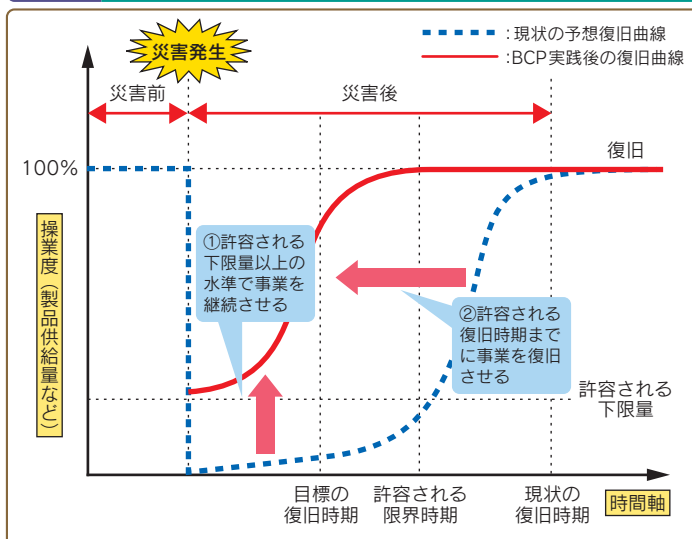 :現状の予想復旧曲線
:BCP実践後の復旧曲線
災害発生
災害前
災害後
100%
復旧
操業度（製品供給量など）
①許容される
下限量以上の
水準で事業を
継続させる
②許容される
復旧時期まで
に事業を復旧
させる
許容される
下限量
目標の
復旧時期
許容される
限界時期
現状の
復旧時期
時間軸